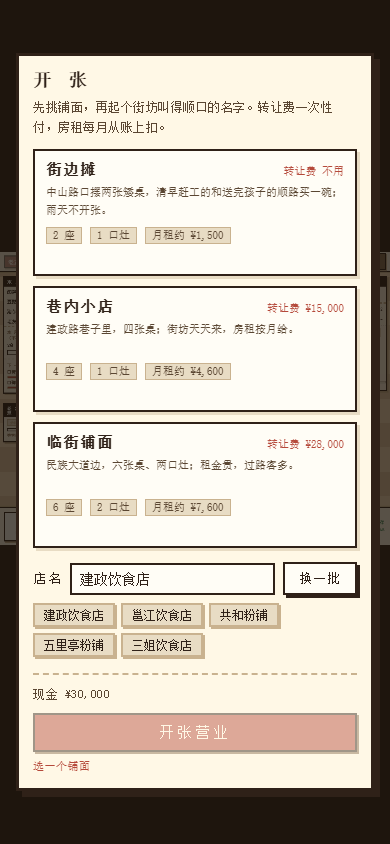 开 张
先挑铺面，再起个街坊叫得顺口的名字。转让费一次性
付，房租每月从账上扣。
街边摊 转让费 不用
中山路口摆两张矮桌，清早赶工的和送完孩子的顺路买一碗；
雨天不开张。
2 座 1 口灶 月租约 ¥1,500
巷内小店 转让费 ¥15,000
建政路巷子里，四张桌；街坊天天来，房租按月给。
4 座 1 口灶 月租约 ¥4,600
临街铺面 转让费 ¥28,000
民族大道边，六张桌、两口灶；租金贵，过路客多。
6 座 2 口灶 月租约 ¥7,600
店名 建政饮食店 换一批
建政饮食店 邕江饮食店 共和粉铺
五里亭粉铺 三姐饮食店
现金 ¥30,000
开张营业
选一个铺面